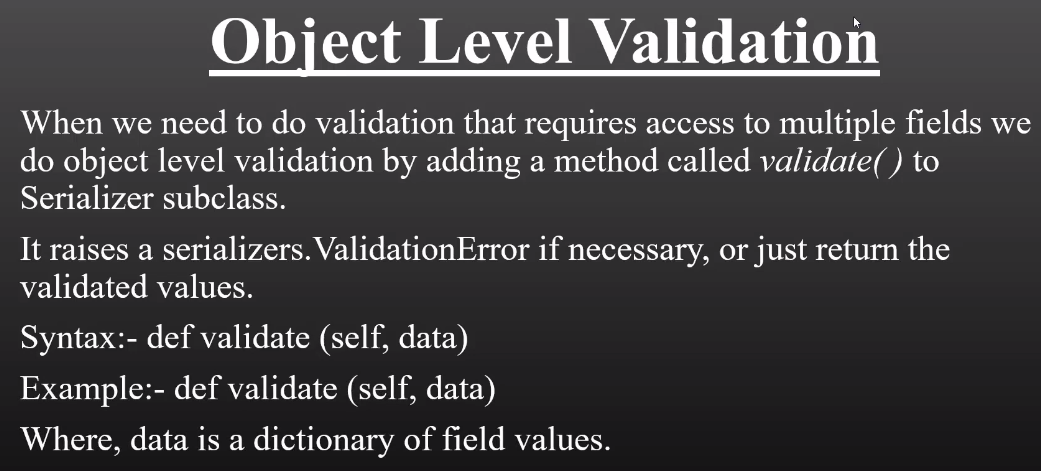 Object Level Validation
When we need to do validation that requires access to multiple fields we
do object level validation by adding a method called validate( ) to
Serializer subclass.
It raises a serializers.ValidationError if necessary, or just return the
validated values.
Syntax:- def validate (self, data)
Example:- def validate (self, data)
Where, data is a dictionary of field values.